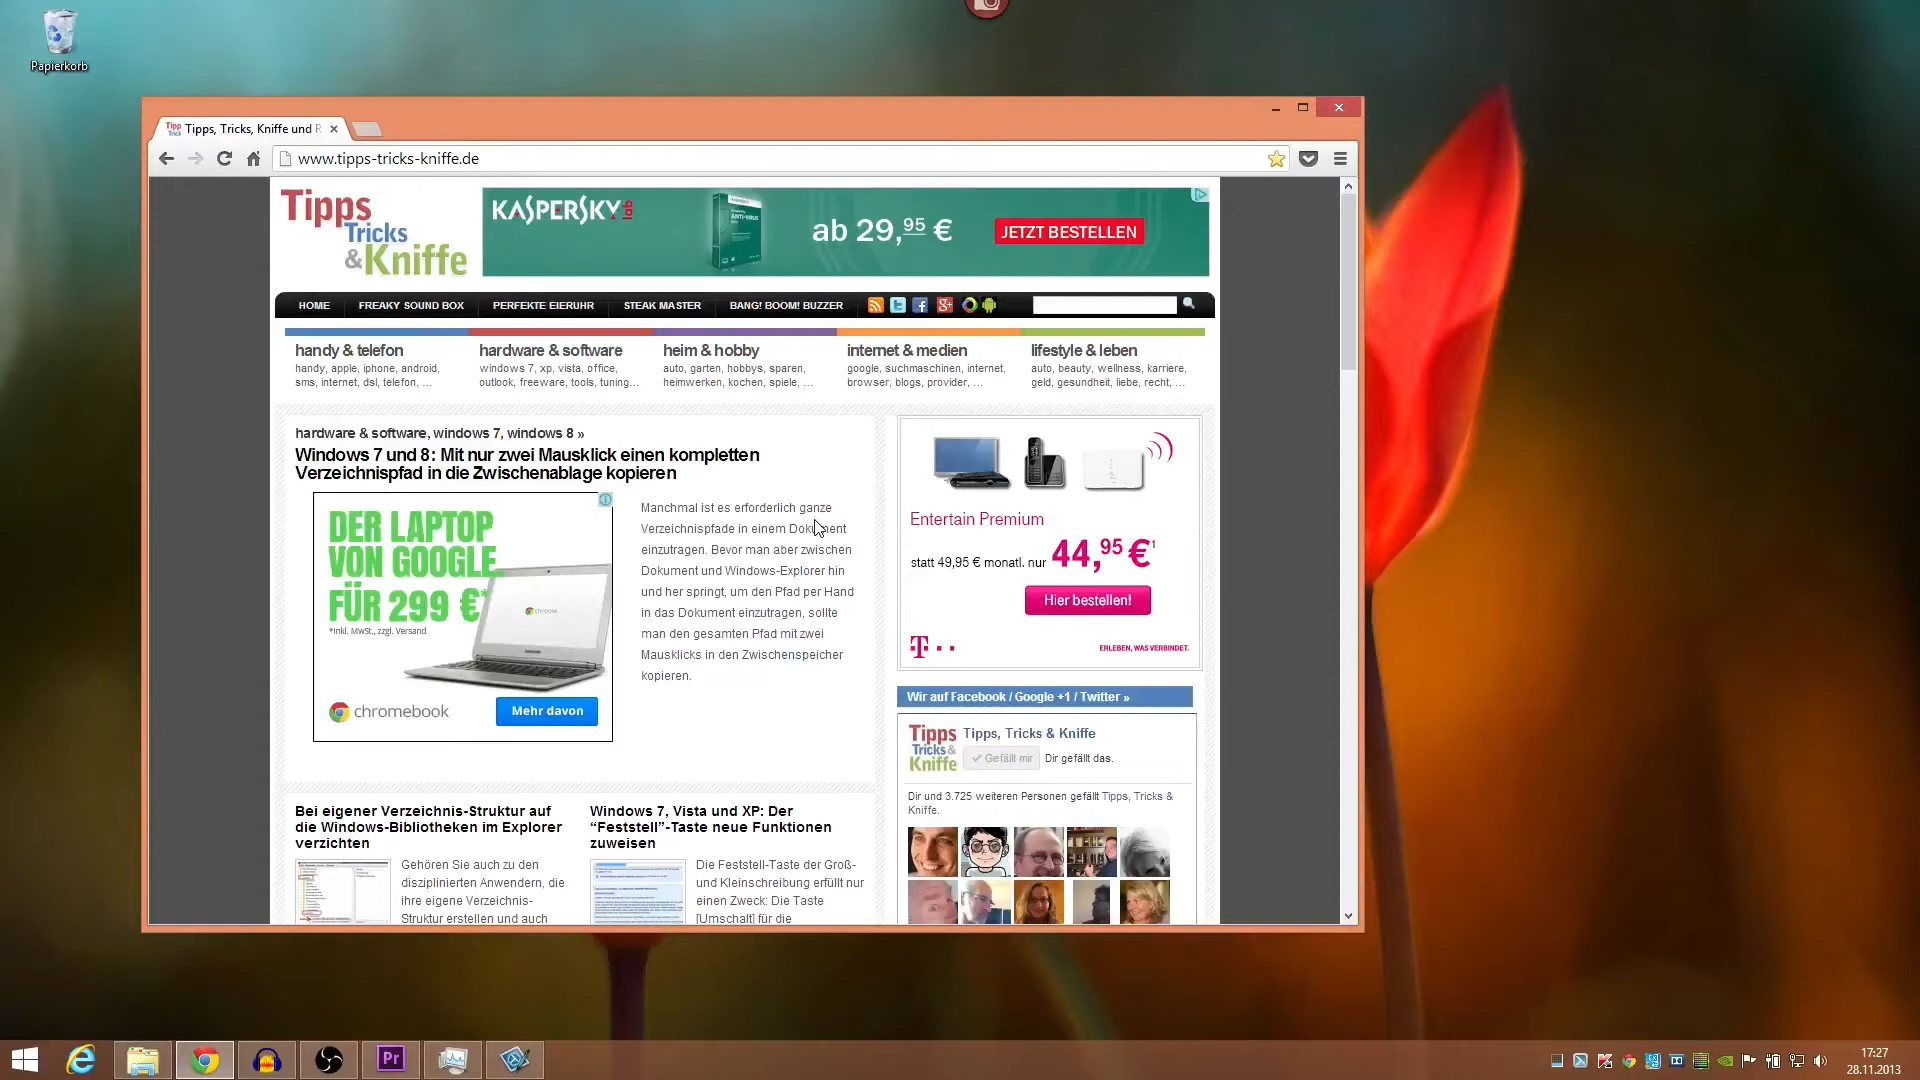 Papierkorb
Tipps, Tricks, Kniffe und R
www.tipps-tricks-kniffe.de
Tipps
Tricks
&Kniffe
KASPERSKY lab
ab 29,95 €
JETZT BESTELLEN
HOME
FREAKY SOUND BOX
PERFEKTE EIERUHR
STEAK MASTER
BANG! BOOM! BUZZER
handy & telefon
handy, apple, iphone, android,
sms, internet, dsl, telefon, ...
hardware & software
windows 7, xp, vista, office,
outlook, freeware, tools, tuning...
heim & hobby
auto, garten, hobbys, sparen,
heimwerken, kochen, spiele, ...
internet & medien
google, suchmaschinen, internet,
browser, blogs, provider, ...
lifestyle & leben
auto, beauty, wellness, karriere,
geld, gesundheit, liebe, recht, ...
hardware & software, windows 7, windows 8 »
Windows 7 und 8: Mit nur zwei Mausklick einen kompletten
Verzeichnispfad in die Zwischenablage kopieren
DER LAPTOP
VON GOOGLE
FÜR 299 €*
*Inkl. MwSt., zzgl. Versand
chrome
chromebook
Mehr davon
Manchmal ist es erforderlich ganze
Verzeichnispfade in einem Dokument
einzutragen. Bevor man aber zwischen
Dokument und Windows-Explorer hin
und her springt, um den Pfad per Hand
in das Dokument einzutragen, sollte
man den gesamten Pfad mit zwei
Mausklicks in den Zwischenspeicher
kopieren.
Entertain Premium
statt 49,95 € monatl. nur 44,95 €¹
Hier bestellen!
T
ERLEBEN, WAS VERBINDET.
Wir auf Facebook / Google +1 / Twitter »
Tipps
Tricks&
Kniffe
Tipps, Tricks & Kniffe
Gefällt mir
Dir gefällt das.
Dir und 3.725 weiteren Personen gefällt Tipps, Tricks &
Kniffe.
Bei eigener Verzeichnis-Struktur auf
die Windows-Bibliotheken im Explorer
verzichten
Gehören Sie auch zu den
disziplinierten Anwendern, die
ihre eigene Verzeichnis-
Struktur erstellen und auch
Windows 7, Vista und XP: Der
“Feststell”-Taste neue Funktionen
zuweisen
Die Feststell-Taste der Groß-
und Kleinschreibung erfüllt nur
einen Zweck: Die Taste
[Umschalt] für die
Pr
17:27
28.11.2013